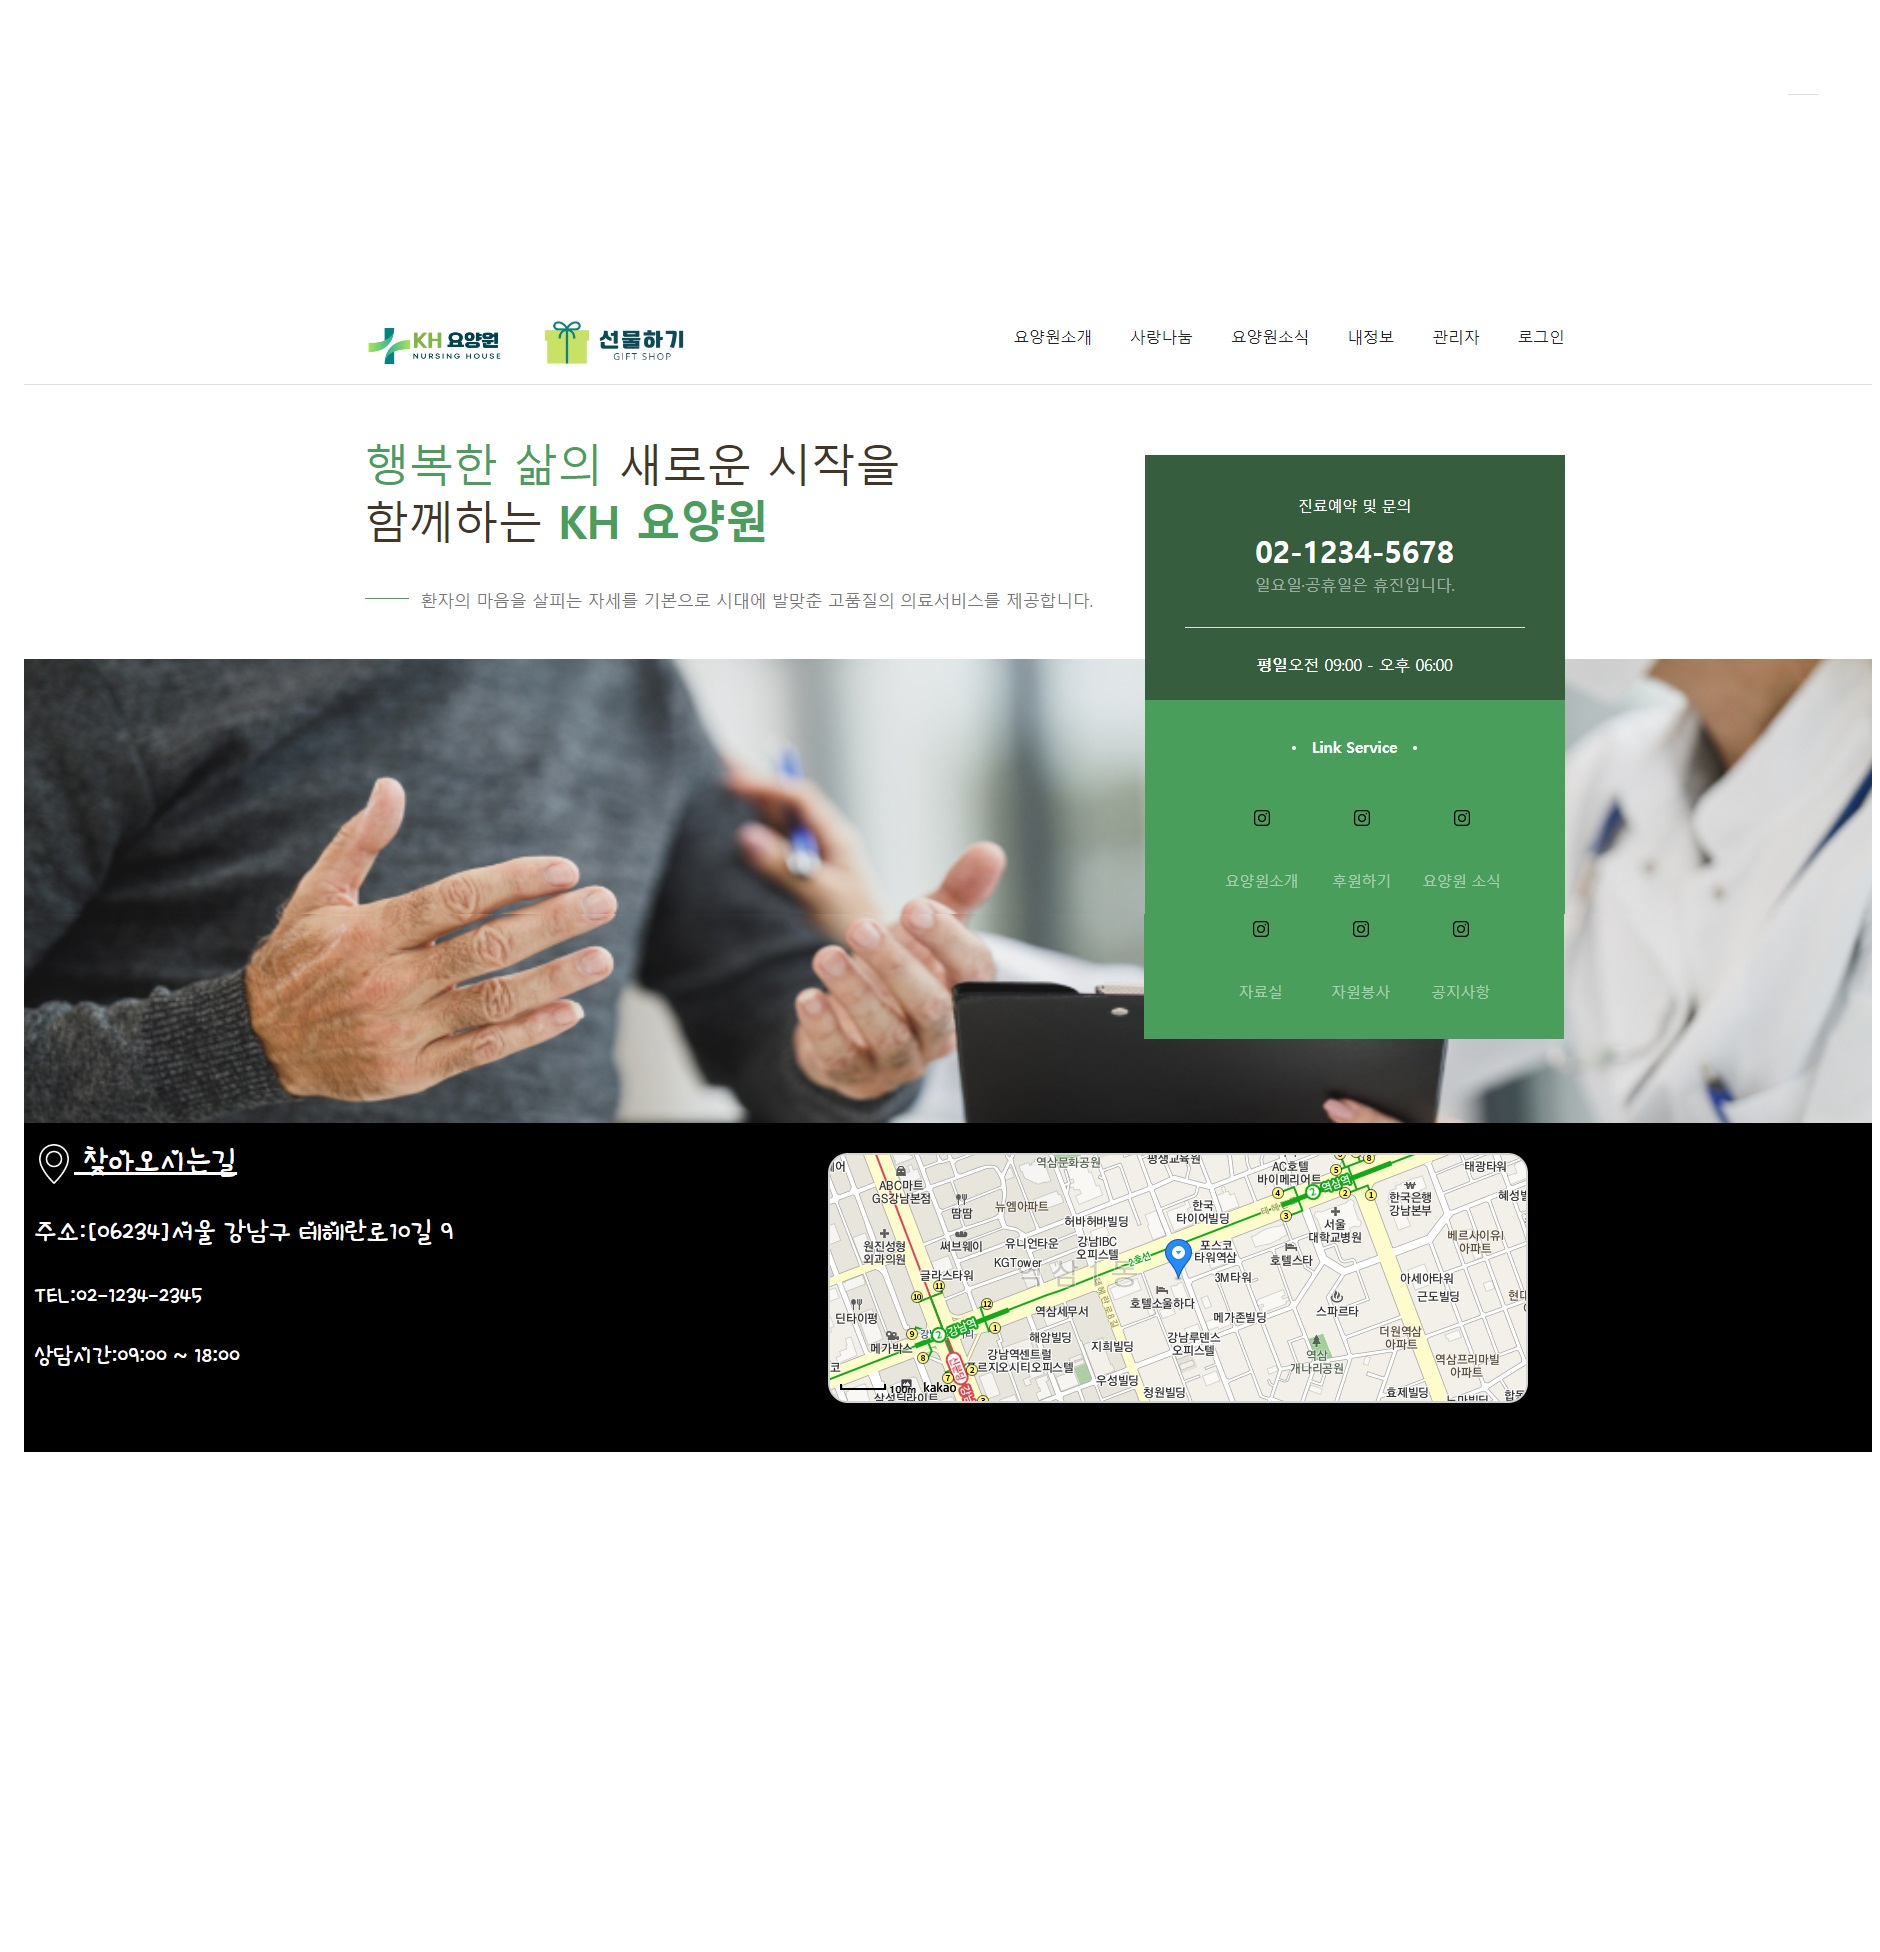 KH 요양원
NURSING HOUSE
선물하기
GIFT SHOP
요양원소개 사랑나눔 요양원소식 내정보 관리자 로그인
행복한 삶의 새로운 시작을
함께하는 KH 요양원
환자의 마음을 살피는 자세를 기본으로 시대에 발맞춘 고품질의 의료서비스를 제공합니다.
진료예약 및 문의
02-1234-5678
일요일·공휴일은 휴진입니다.
평일오전 09:00 - 오후 06:00
• Link Service •
요양원소개 후원하기 요양원 소식
자료실 자원봉사 공지사항
찾아오시는길
주소:[06234]서울 강남구 테헤란로10길 9
TEL:02-1234-2345
상담시간:09:00 ~ 18:00
역삼문화공원
평생교육원
AC호텔
바이메리어트
태광타워
ABC마트
GS강남본점
땀땀
뉴엠아파트
허바허바빌딩
한국
타이어빌딩
역삼역
한국은행
강남본부
서울
대학교병원
원진성형
외과의원
써브웨이
유니언타운
강남IBC
오피스텔
2호선
포스코
타워역삼
호텔스타
베르사이유
아파트
KGTower
글라스타워
3M타워
아세아타워
근도빌딩
딘타이펑
역삼세무서
호텔소울하다
메가존빌딩
스파르타
강남역
메가박스
해암빌딩
지희빌딩
강남루덴스
오피스텔
더원역삼
아파트
강남역센트럴
푸르지오시티오피스텔
역삼
개나리공원
역삼프리마빌
아파트
우성빌딩
청원빌딩
효제빌딩
100m kakao